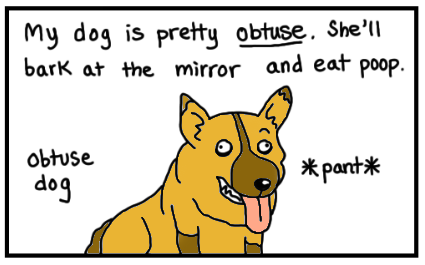 My dog is pretty obtuse. She'll
bark at the mirror and eat poop.
obtuse
dog
*pant*